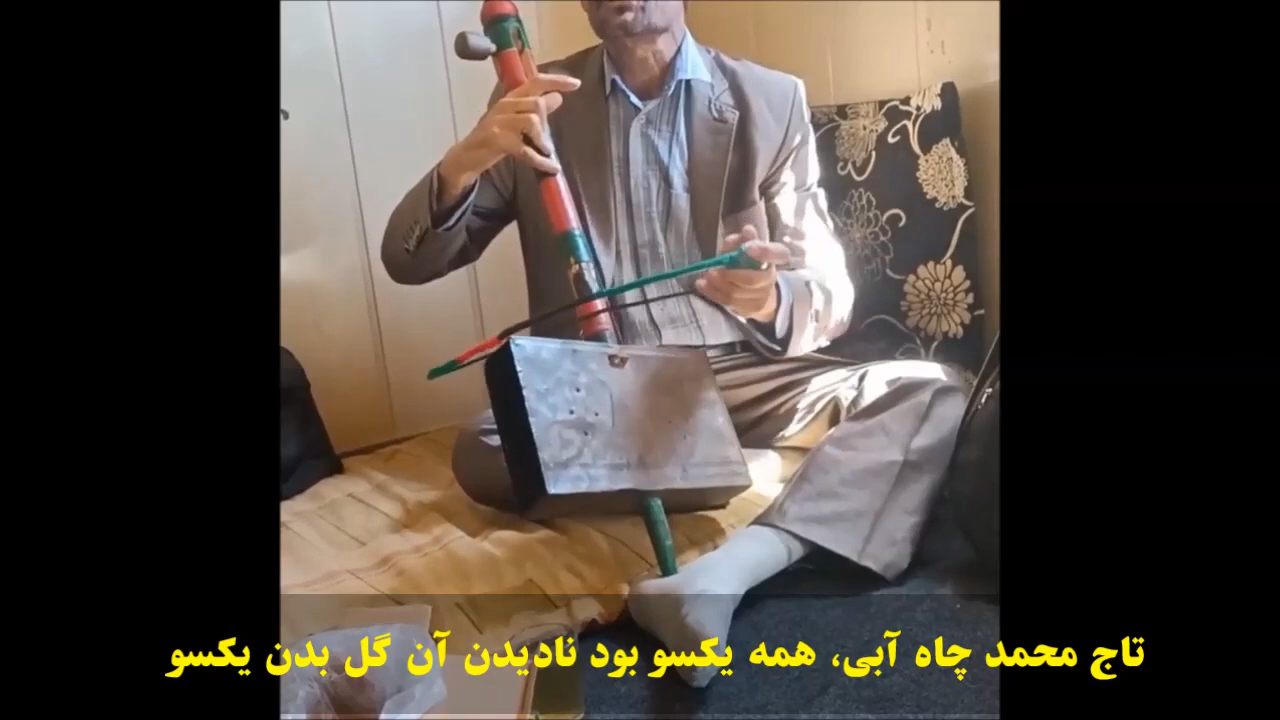 تاج محمد چاه آبی، همه یکسو بود نادیدن آن گل بدن یکسو